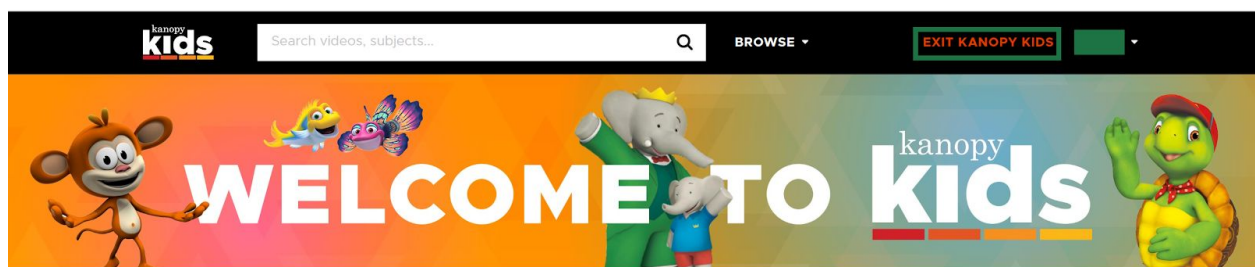 kanopy
kids
Search videos, subjects...
BROWSE
EXIT KANOPY KIDS
WELCOME TO
kanopy
kids